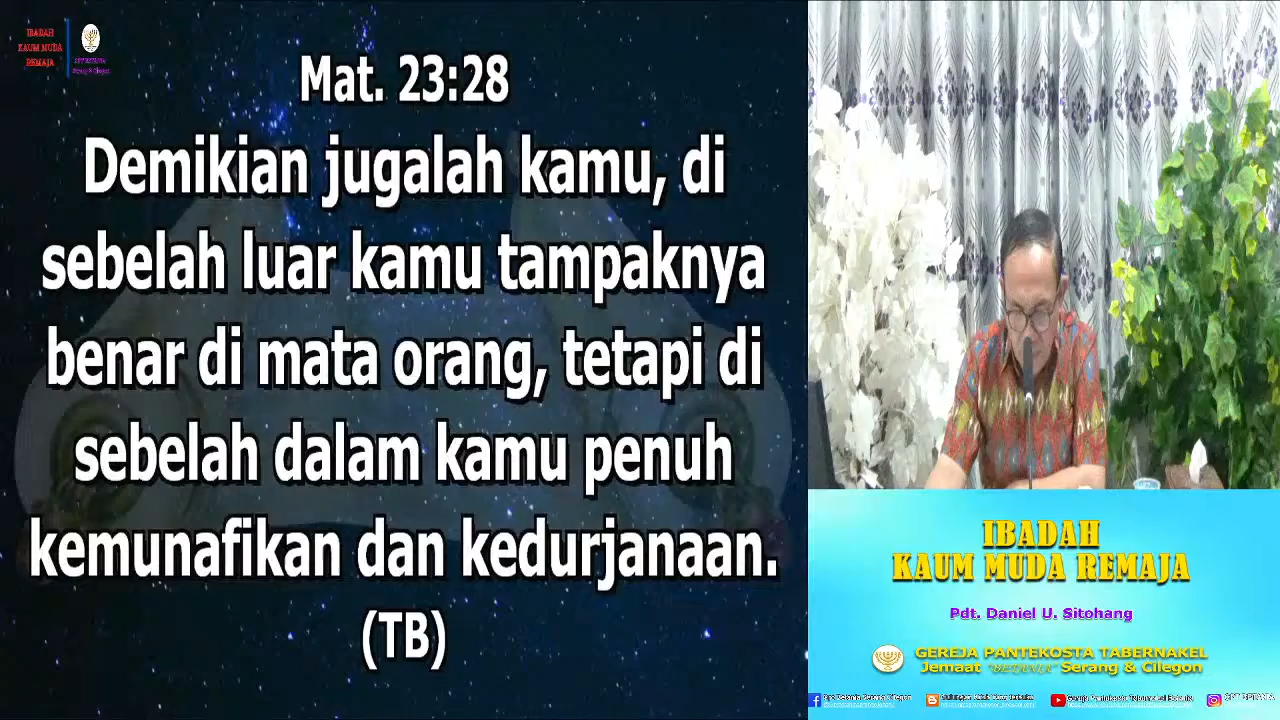 IBADAH
KAUM MUDA
REMAJA
Mat. 23:28
Demikian jugalah kamu, di
sebelah luar kamu tampaknya
benar di mata orang, tetapi di
sebelah dalam kamu penuh
kemunafikan dan kedurjanaan.
(TB)
IBADAH
KAUM MUDA REMAJA
Pdt. Daniel U. Sitohang
GEREJA PANTEKOSTA TABERNAKEL
Jemaat "BETANIA" Serang & Cilegon